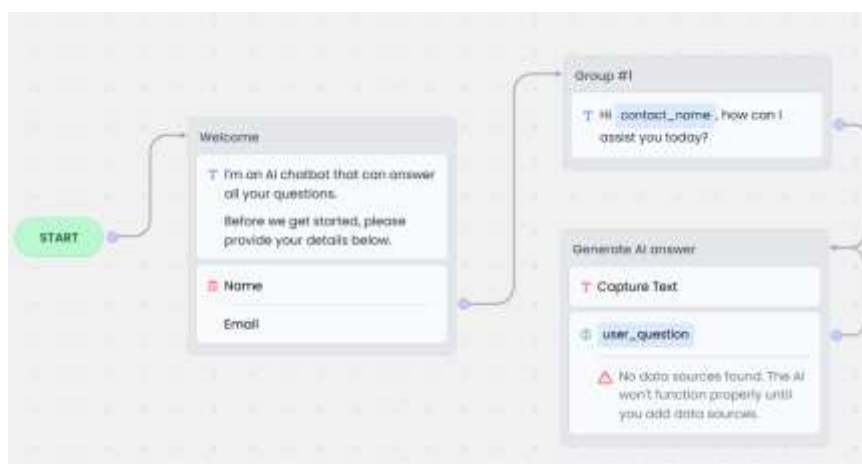 START
Welcome
I'm an AI chatbot that can answer
all your questions.
Before we get started, please
provide your details below.
Name
Email
Group #1
Hi contact_name, how can I
assist you today?
Generate AI answer
Capture Text
user_question
No data sources found. The AI
won't function properly until
you add data sources.